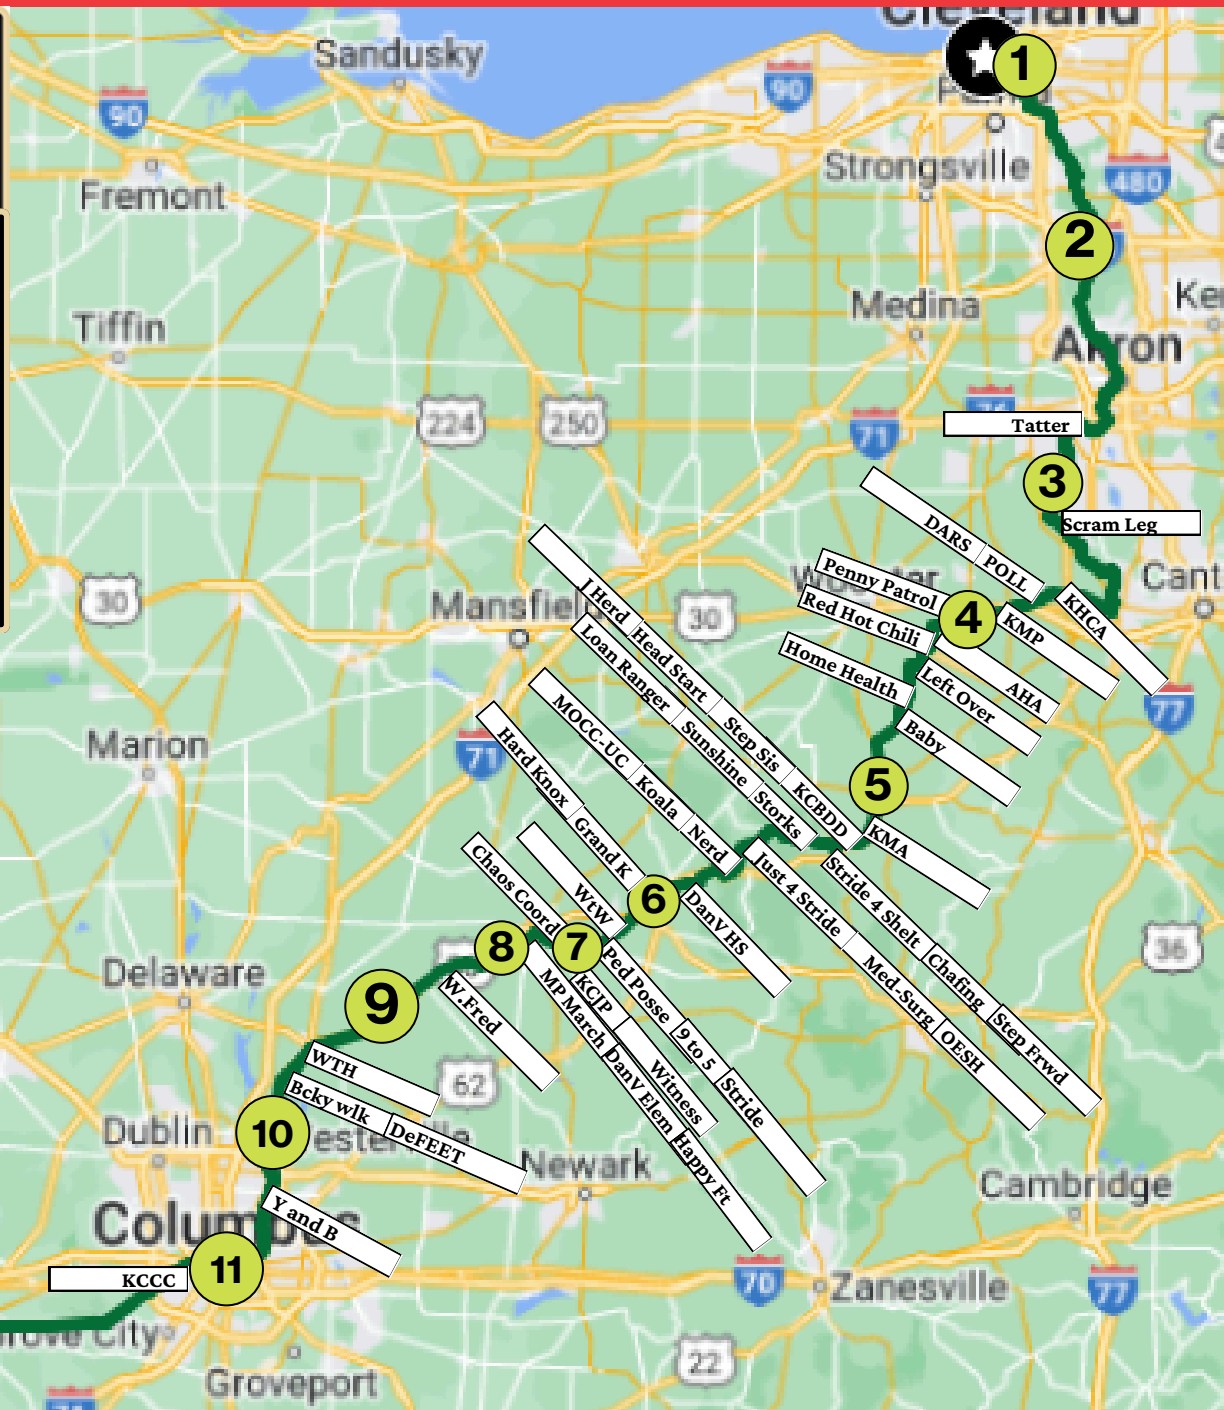 Cleveland
Sandusky
1
90
90
Strongsville
480
Fremont
2
Medina
Tiffin
Akron
224
250
71
Tatter
3
Scram Leg
DARS
POLL
Penny Patrol
4
KMP
KHCA
Red Hot Chili
AHA
Home Health
Left Over
Baby
77
30
Mansfield
30
J Herd
Head Start
Step Sis
KCBDD
Loan Ranger
Sunshine
Storks
MOCC-UC
Koala
Nerd
Hard Knox
Grand K
71
Marion
5
KMA
Chaos Coord
WtW
6
DanV HS
Just 4 Stride
Med-Surg
OESH
Stride 4 Shelt
Chafing
Step Frwd
36
8
7
Ped Posse
9 to 5
Stride
KCJP
Witness
MP March
DanV Elem
Happy Ft
Delaware
9
W.Fred
WTH
62
Bcky wlk
DeFEET
Dublin
10
Newark
Cambridge
Columbus
Y and B
11
KCCC
70
Zanesville
77
22
Groveport